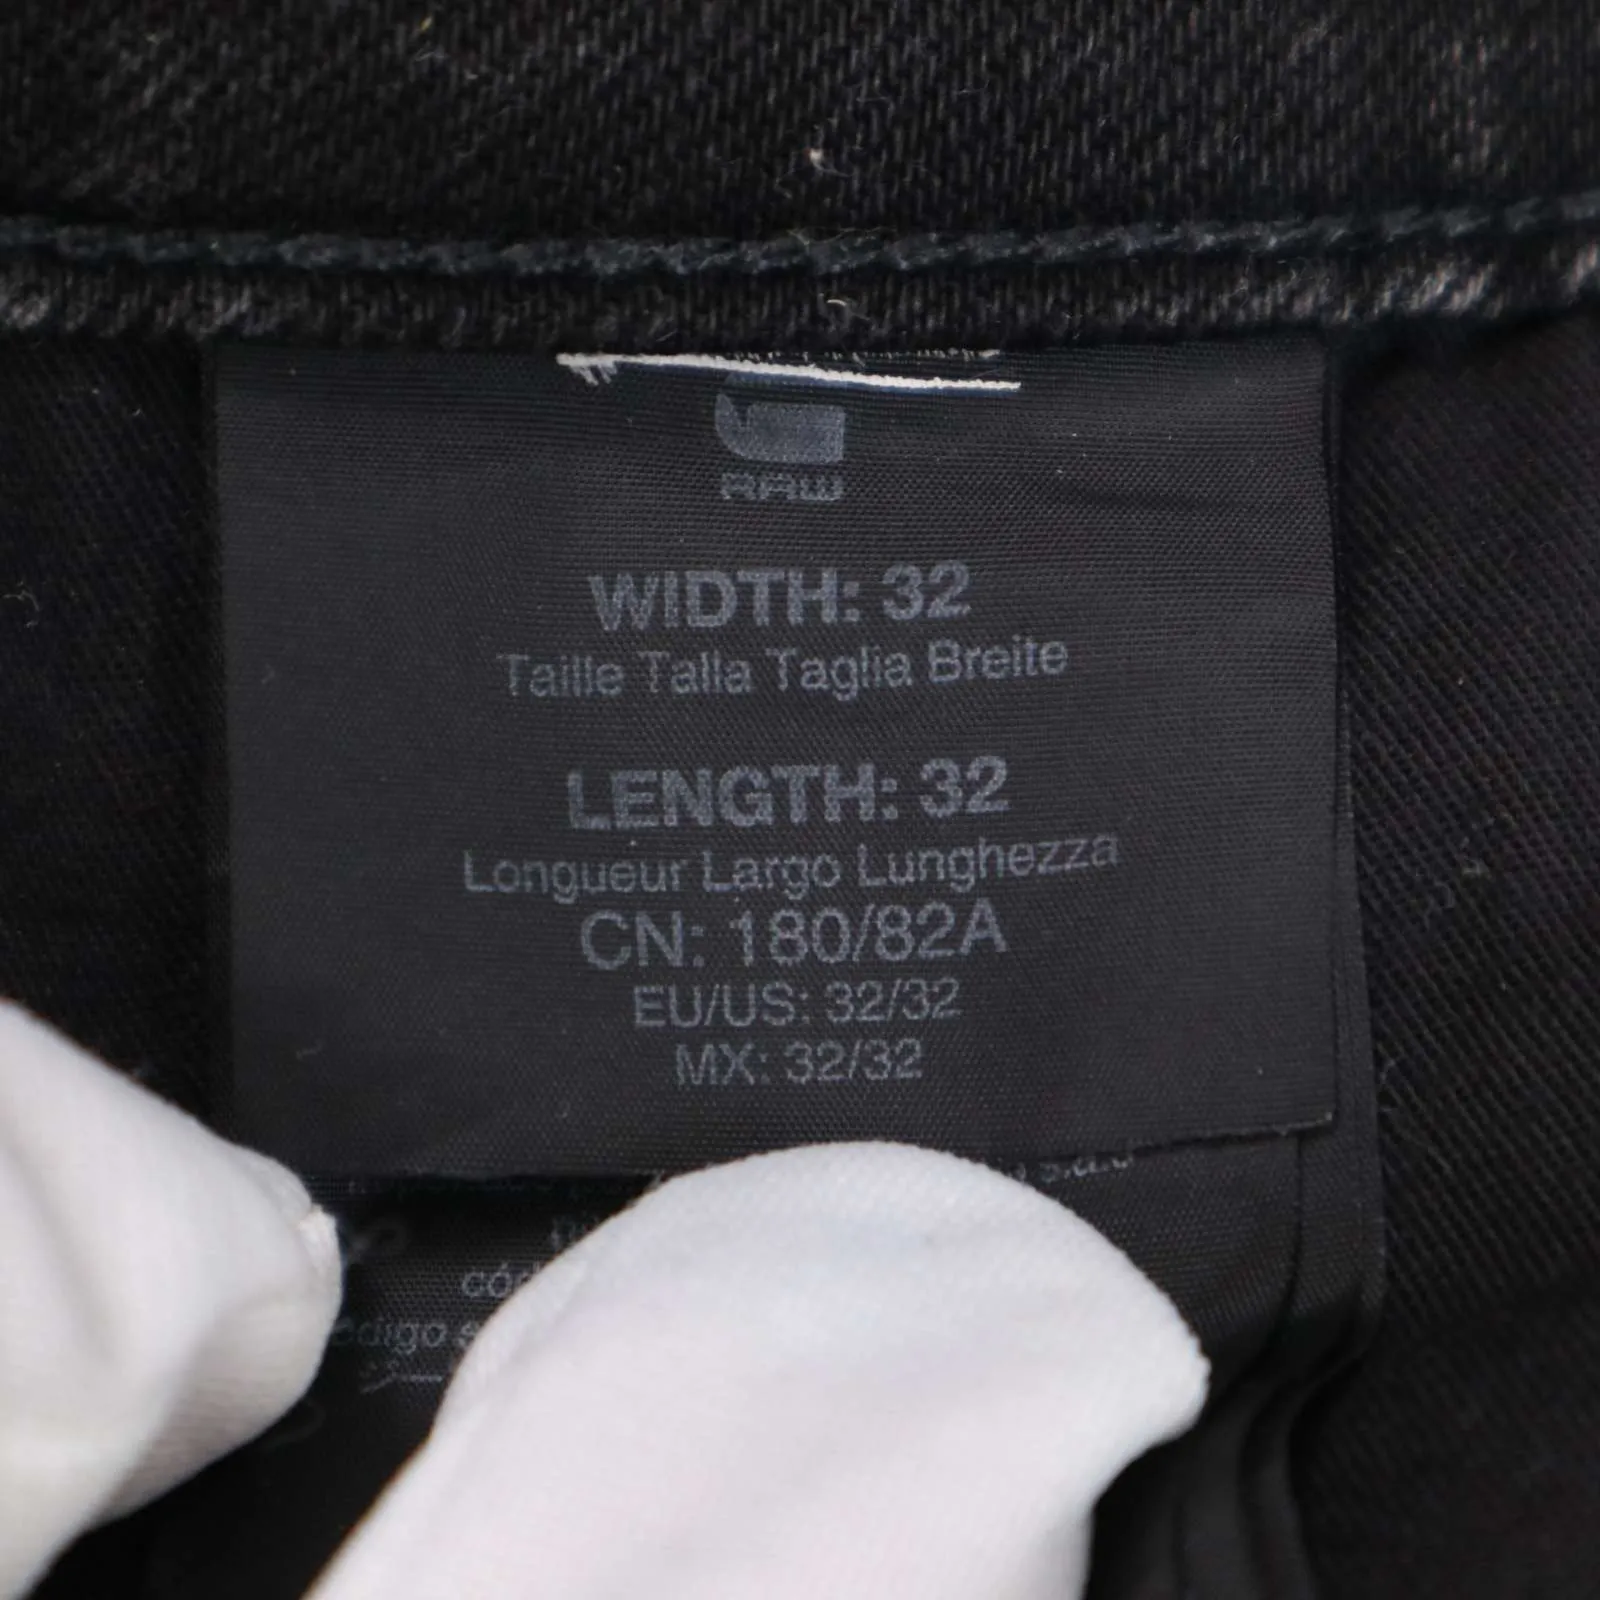 RAW
WIDTH: 32
Taille Talla Taglia Breite
LENGTH: 32
Longueur Largo Lunghezza
CN: 180/82A
EU/US: 32/32
MX: 32/32